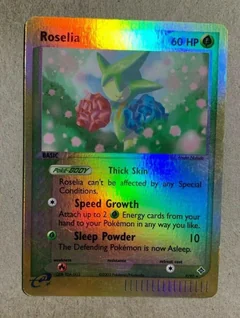 Roselia 60 HP
BASIC
Poké-BODY Thick Skin
Roselia can't be affected by any Special
Conditions.
Speed Growth
Attach up to 2 Energy cards from your
hand to your Pokémon in any way you like.
Sleep Powder 10
The Defending Pokémon is now Asleep.